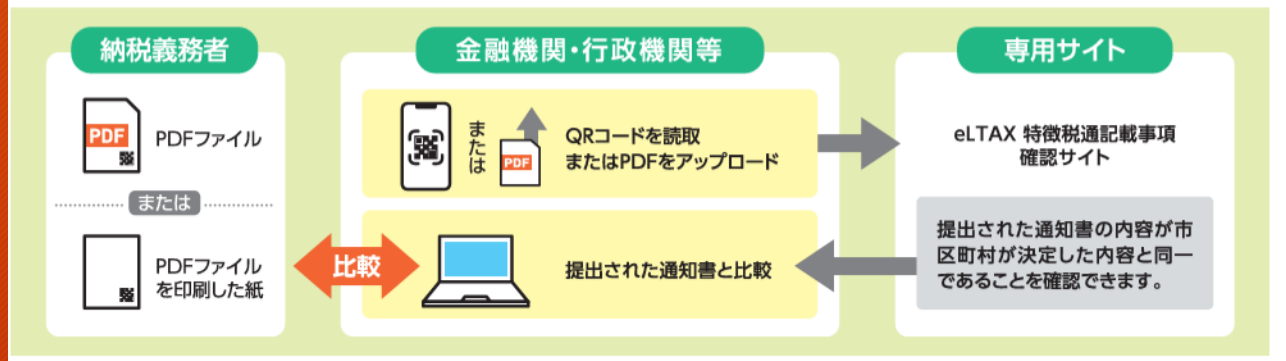 納税義務者
PDF
PDFファイル
または
PDFファイル
を印刷した紙
比較
金融機関・行政機関等
または
PDF
QRコードを読取
またはPDFをアップロード
提出された通知書と比較
専用サイト
eLTAX 特徴税通記載事項
確認サイト
提出された通知書の内容が市
区町村が決定した内容と同一
であることを確認できます。